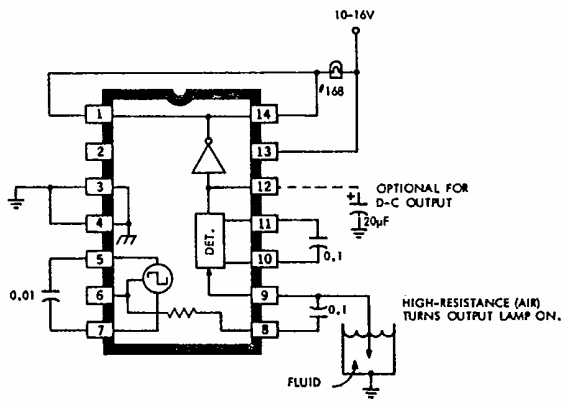 10-16V
#168
1
14
2
13
3
12
OPTIONAL FOR
D-C OUTPUT
+
20µF
4
11
DET.
0.1
5
10
0.01
6
9
HIGH-RESISTANCE (AIR)
TURNS OUTPUT LAMP ON.
0.1
7
8
FLUID